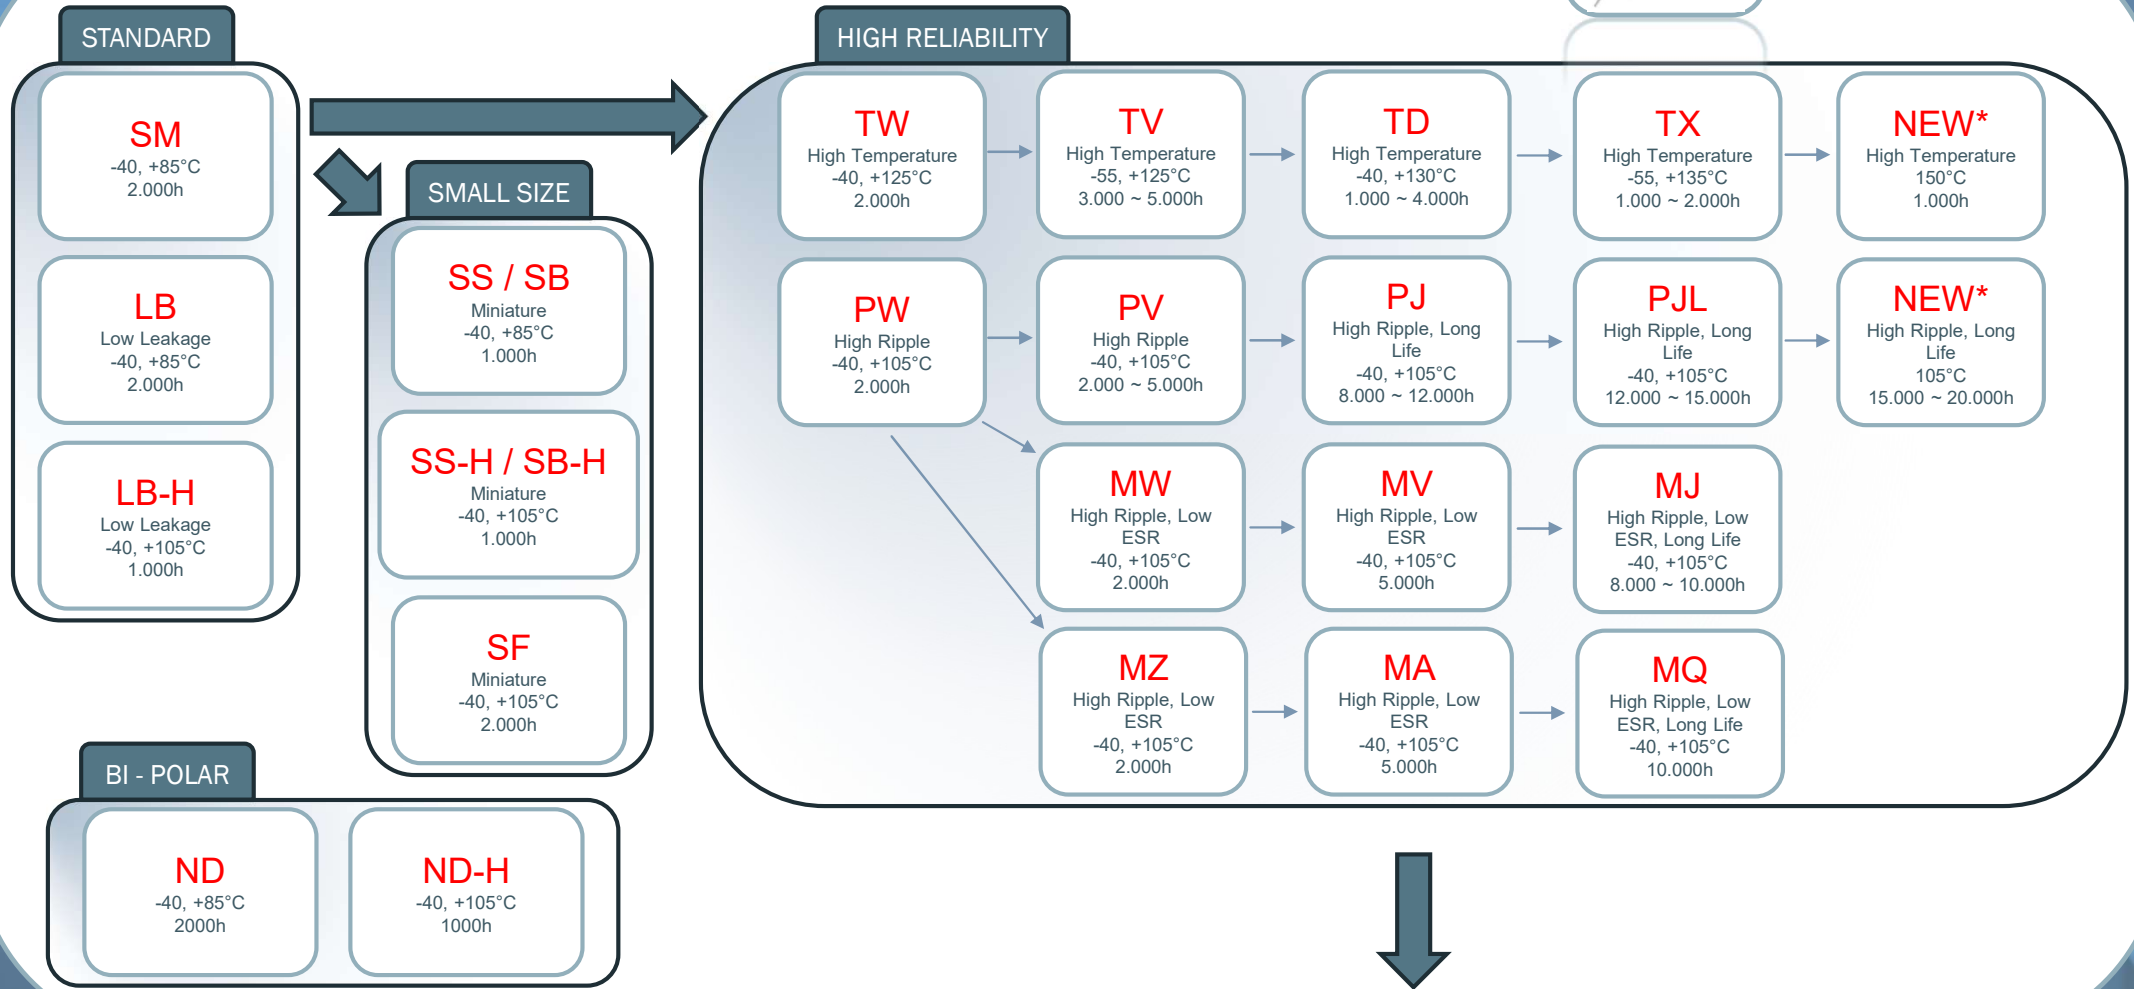 STANDARD
SM
-40, +85°C
2.000h
LB
Low Leakage
-40, +85°C
2.000h
LB-H
Low Leakage
-40, +105°C
1.000h
SMALL SIZE
SS / SB
Miniature
-40, +85°C
1.000h
SS-H / SB-H
Miniature
-40, +105°C
1.000h
SF
Miniature
-40, +105°C
2.000h
BI - POLAR
ND
-40, +85°C
2000h
ND-H
-40, +105°C
1000h
HIGH RELIABILITY
TW
High Temperature
-40, +125°C
2.000h
TV
High Temperature
-55, +125°C
3.000 ~ 5.000h
TD
High Temperature
-40, +130°C
1.000 ~ 4.000h
TX
High Temperature
-55, +135°C
1.000 ~ 2.000h
NEW*
High Temperature
150°C
1.000h
PW
High Ripple
-40, +105°C
2.000h
PV
High Ripple
-40, +105°C
2.000 ~ 5.000h
PJ
High Ripple, Long
Life
-40, +105°C
8.000 ~ 12.000h
PJL
High Ripple, Long
Life
-40, +105°C
12.000 ~ 15.000h
NEW*
High Ripple, Long
Life
105°C
15.000 ~ 20.000h
MW
High Ripple, Low
ESR
-40, +105°C
2.000h
MV
High Ripple, Low
ESR
-40, +105°C
5.000h
MJ
High Ripple, Low
ESR, Long Life
-40, +105°C
8.000 ~ 10.000h
MZ
High Ripple, Low
ESR
-40, +105°C
2.000h
MA
High Ripple, Low
ESR
-40, +105°C
5.000h
MQ
High Ripple, Low
ESR, Long Life
-40, +105°C
10.000h